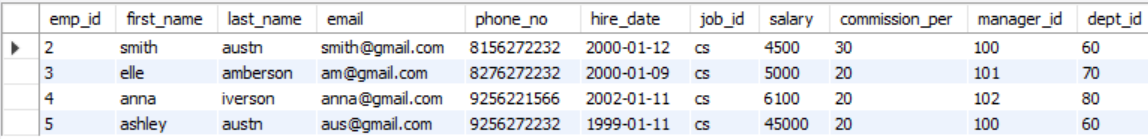 emp_id first_name last_name email phone_no hire_date job_id salary commission_per manager_id dept_id
2 smith austn smith@gmail.com 8156272232 2000-01-12 cs 4500 30 100 60
3 elle amberson am@gmail.com 8276272232 2000-01-09 cs 5000 20 101 70
4 anna iverson anna@gmail.com 9256221566 2002-01-11 cs 6100 20 102 80
5 ashley austn aus@gmail.com 9256272232 1999-01-11 cs 45000 20 100 60